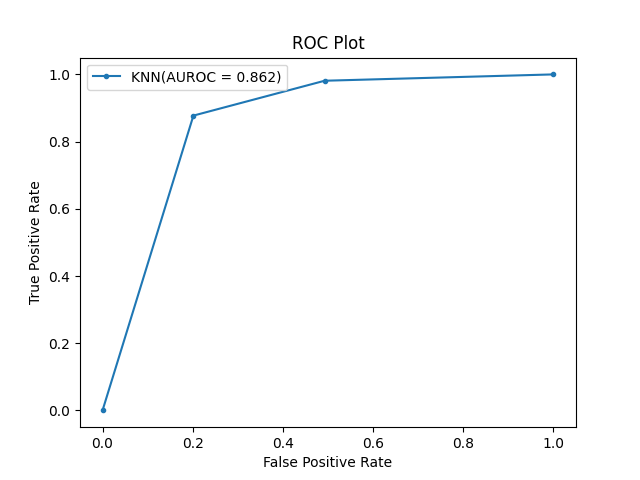 ROC Plot
KNN(AUROC = 0.862)
1.0
0.8
0.6
0.4
0.2
0.0
True Positive Rate
0.0 0.2 0.4 0.6 0.8 1.0
False Positive Rate